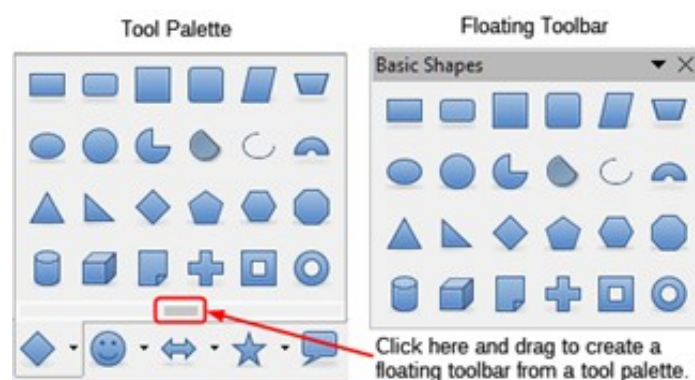 Tool Palette
Floating Toolbar
Basic Shapes
Click here and drag to create a
floating toolbar from a tool palette.